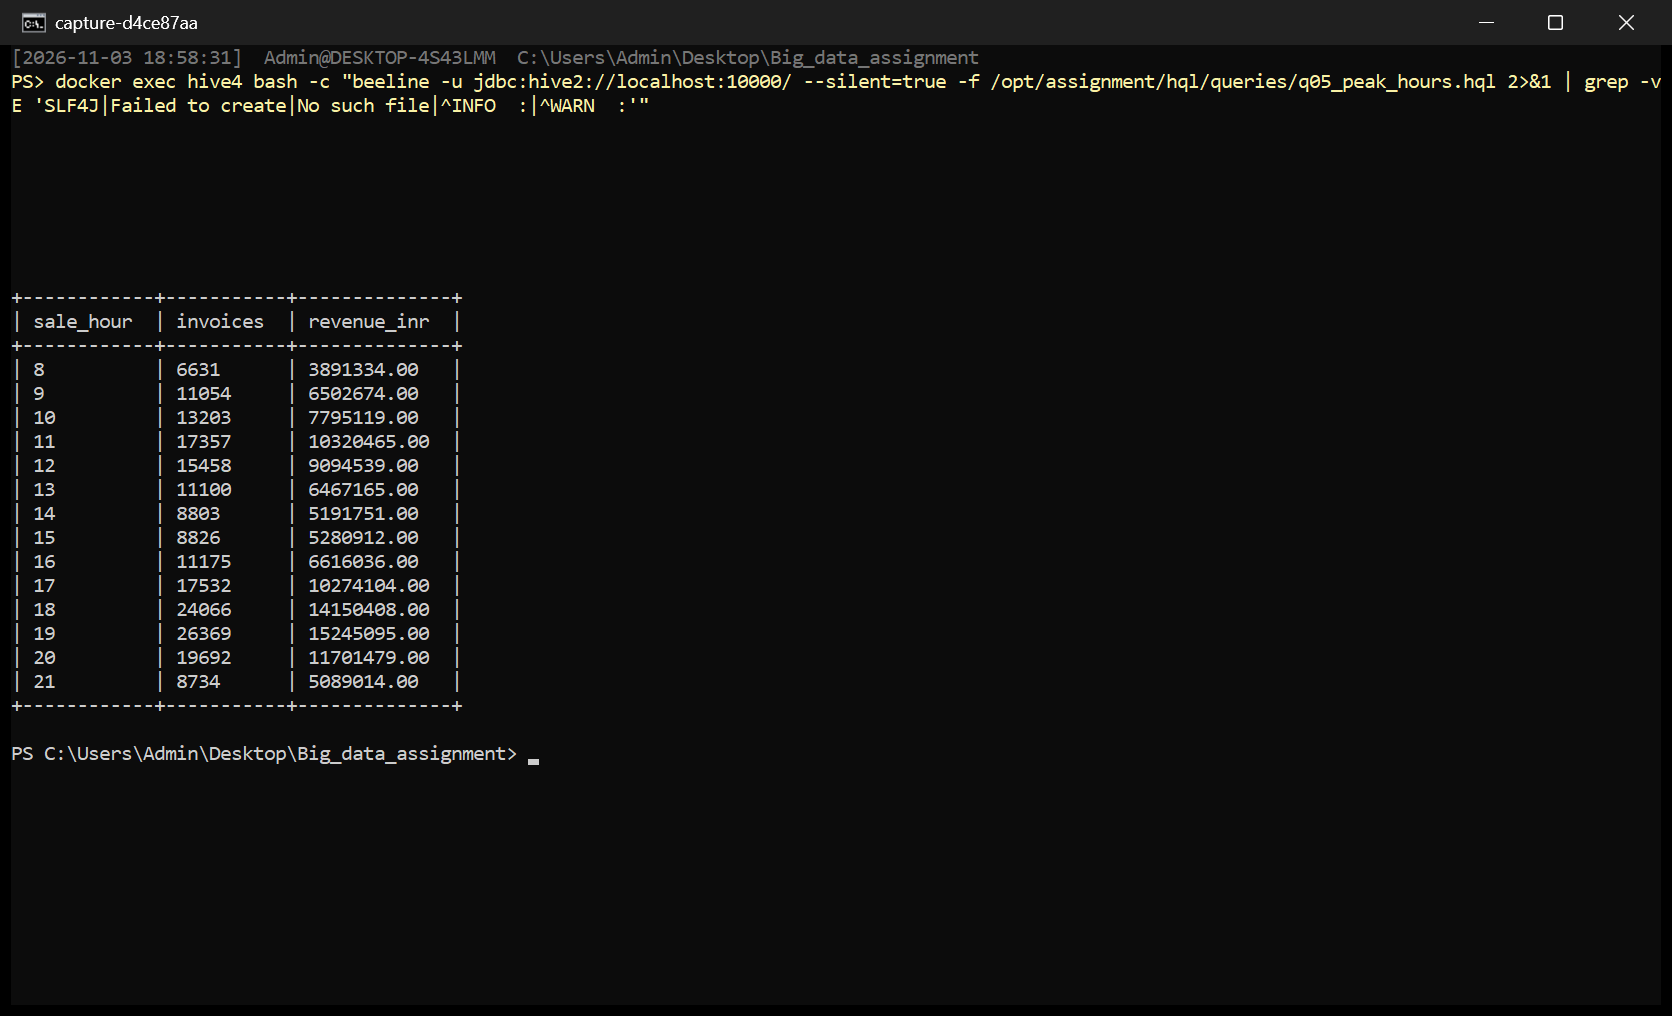 capture-d4ce87aa
[2026-11-03 18:58:31]  Admin@DESKTOP-4S43LMM  C:\Users\Admin\Desktop\Big_data_assignment
PS> docker exec hive4 bash -c "beeline -u jdbc:hive2://localhost:10000/ --silent=true -f /opt/assignment/hql/queries/q05_peak_hours.hql 2>&1 | grep -v
E 'SLF4J|Failed to create|No such file|^INFO  :|^WARN  :'"
+------------+-----------+--------------+
| sale_hour  | invoices  | revenue_inr  |
+------------+-----------+--------------+
| 8          | 6631      | 3891334.00   |
| 9          | 11054     | 6502674.00   |
| 10         | 13203     | 7795119.00   |
| 11         | 17357     | 10320465.00  |
| 12         | 15458     | 9094539.00   |
| 13         | 11100     | 6467165.00   |
| 14         | 8803      | 5191751.00   |
| 15         | 8826      | 5280912.00   |
| 16         | 11175     | 6616036.00   |
| 17         | 17532     | 10274104.00  |
| 18         | 24066     | 14150408.00  |
| 19         | 26369     | 15245095.00  |
| 20         | 19692     | 11701479.00  |
| 21         | 8734      | 5089014.00   |
+------------+-----------+--------------+
PS C:\Users\Admin\Desktop\Big_data_assignment>